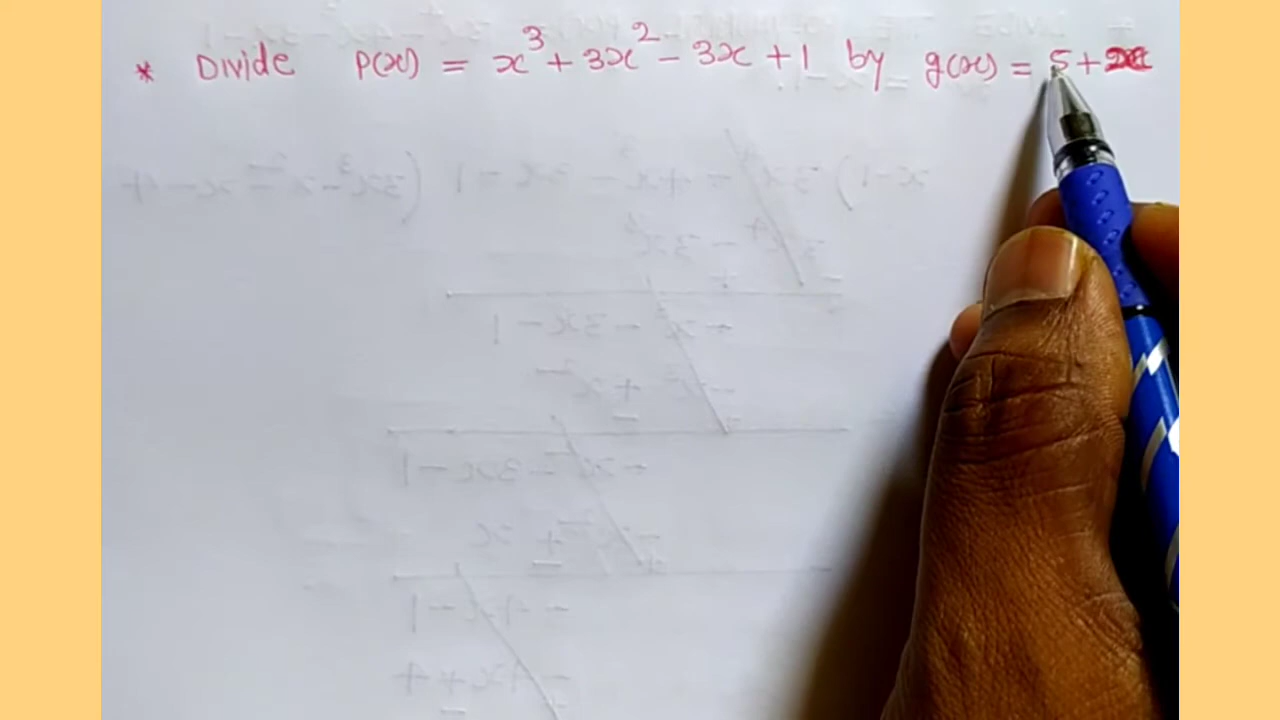 * Divide P(x) = x³ + 3x² - 3x + 1 by g(x) = 5 +